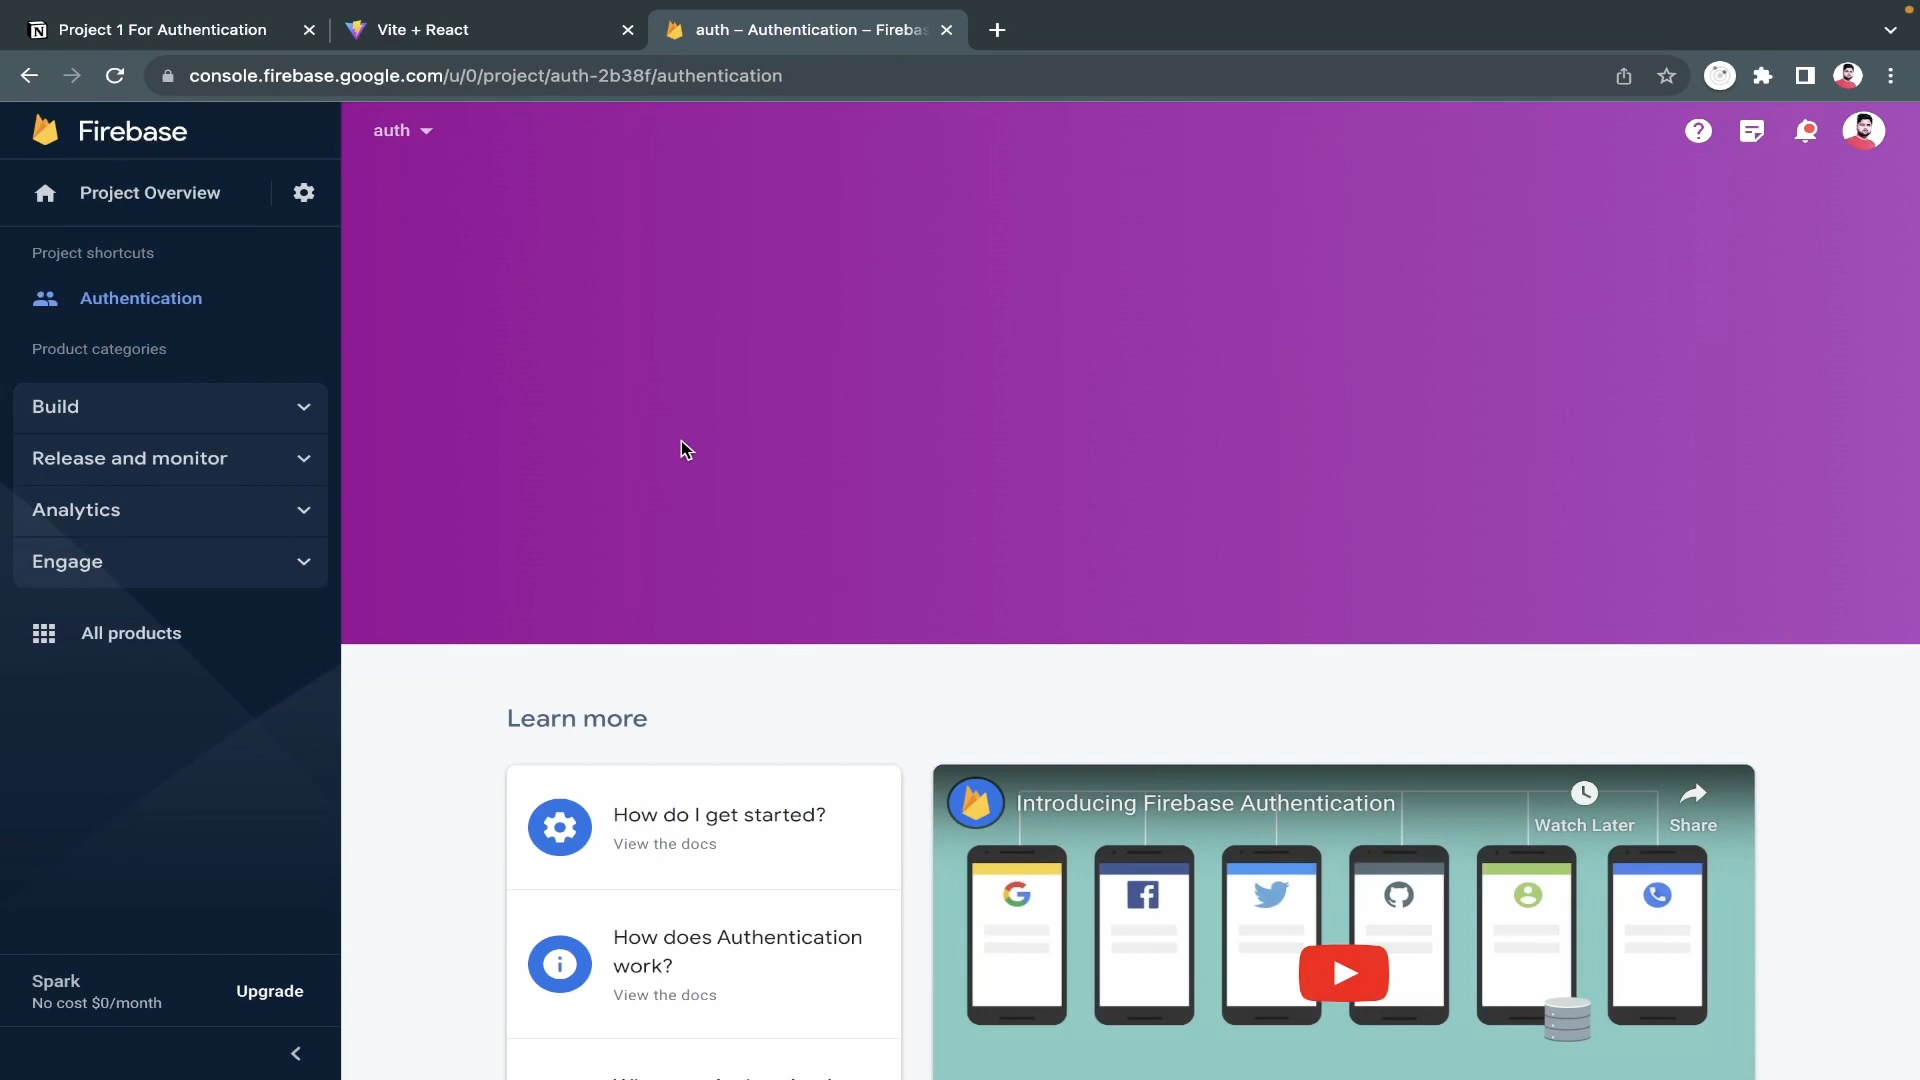 Project 1 For Authentication
Vite + React
auth – Authentication – Firebas
console.firebase.google.com/u/0/project/auth-2b38f/authentication
Firebase
auth
Project Overview
Project shortcuts
Authentication
Product categories
Build
Release and monitor
Analytics
Engage
All products
Spark
No cost $0/month
Upgrade
Learn more
How do I get started?
View the docs
How does Authentication
work?
View the docs
Introducing Firebase Authentication
Watch Later
Share